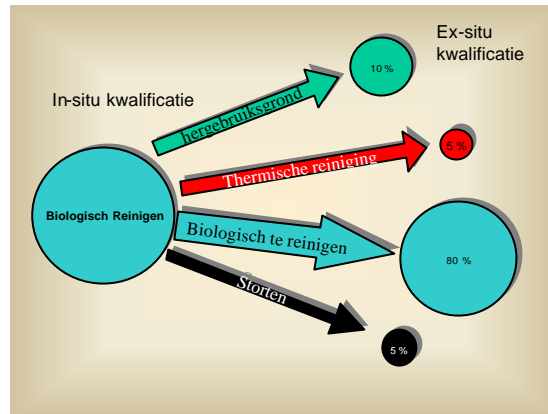 Ex-situ
kwalificatie
In-situ kwalificatie
10 %
hergebruiksgrond
Thermische reiniging
5 %
Biologisch Reinigen
Biologisch te reinigen
80 %
Storten
5 %